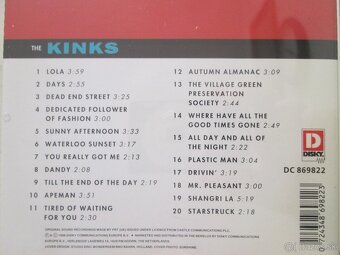 THE KINKS
1 LOLA 3:59
2 DAYS 2:55
3 DEAD END STREET 3:25
4 DEDICATED FOLLOWER
OF FASHION 3:00
5 SUNNY AFTERNOON 3:33
6 WATERLOO SUNSET 3:17
7 YOU REALLY GOT ME 2:13
8 DANDY 2:09
9 TILL THE END OF THE DAY 2:19
10 APEMAN 3:51
11 TIRED OF WAITING
FOR YOU 2:30
12 AUTUMN ALMANAC 3:09
13 THE VILLAGE GREEN
PRESERVATION
SOCIETY 2:44
14 WHERE HAVE ALL THE
GOOD TIMES GONE 2:49
15 ALL DAY AND ALL OF
THE NIGHT 2:22
16 PLASTIC MAN 3:04
17 DRIVIN' 3:19
18 MR. PLEASANT 3:01
19 SHANGRI LA 5:19
20 STARSTRUCK 2:20
D
DISKY
DC 869822